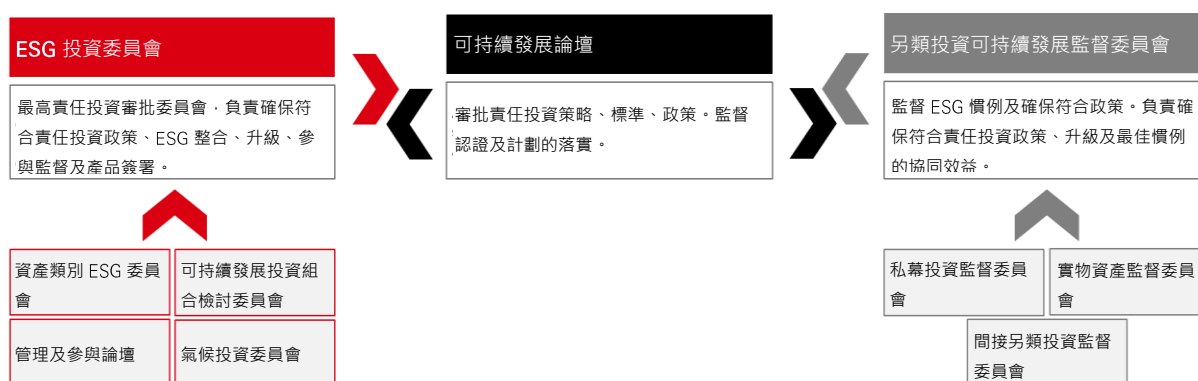 ESG 投資委員會
最高責任投資審批委員會，負責確保符
合責任投資政策、ESG 整合、升級、參
與監督及產品簽署。
資產類別 ESG 委員
會
可持續發展投資組
合檢討委員會
管理及參與論壇
氣候投資委員會
可持續發展論壇
審批責任投資策略、標準、政策。監督
認證及計劃的落實。
另類投資可持續發展監督委員會
監督 ESG 慣例及確保符合政策。負責確
保符合責任投資政策、升級及最佳慣例
的協同效益。
私募投資監督委員
會
實物資產監督委員
會
間接另類投資監督
委員會